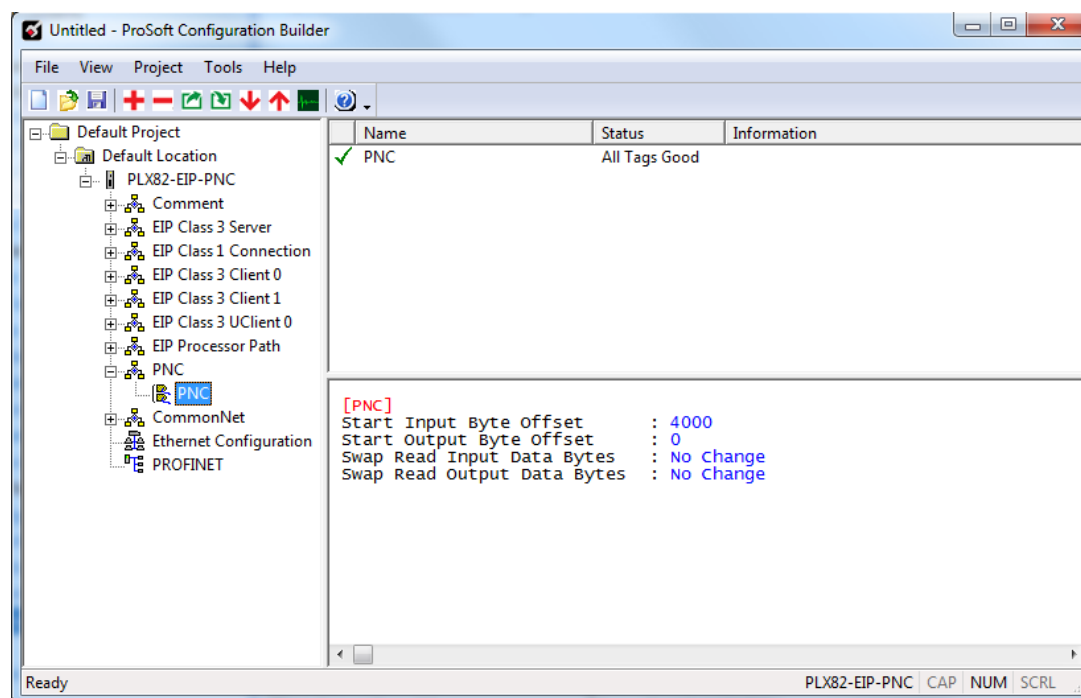 Untitled - ProSoft Configuration Builder
File View Project Tools Help
Default Project
Default Location
PLX82-EIP-PNC
Comment
EIP Class 3 Server
EIP Class 1 Connection
EIP Class 3 Client 0
EIP Class 3 Client 1
EIP Class 3 UClient 0
EIP Processor Path
PNC
PNC
CommonNet
Ethernet Configuration
PROFINET
Name Status Information
PNC All Tags Good
[PNC]
Start Input Byte Offset : 4000
Start Output Byte Offset : 0
Swap Read Input Data Bytes : No Change
Swap Read Output Data Bytes : No Change
Ready PLX82-EIP-PNC CAP NUM SCRL